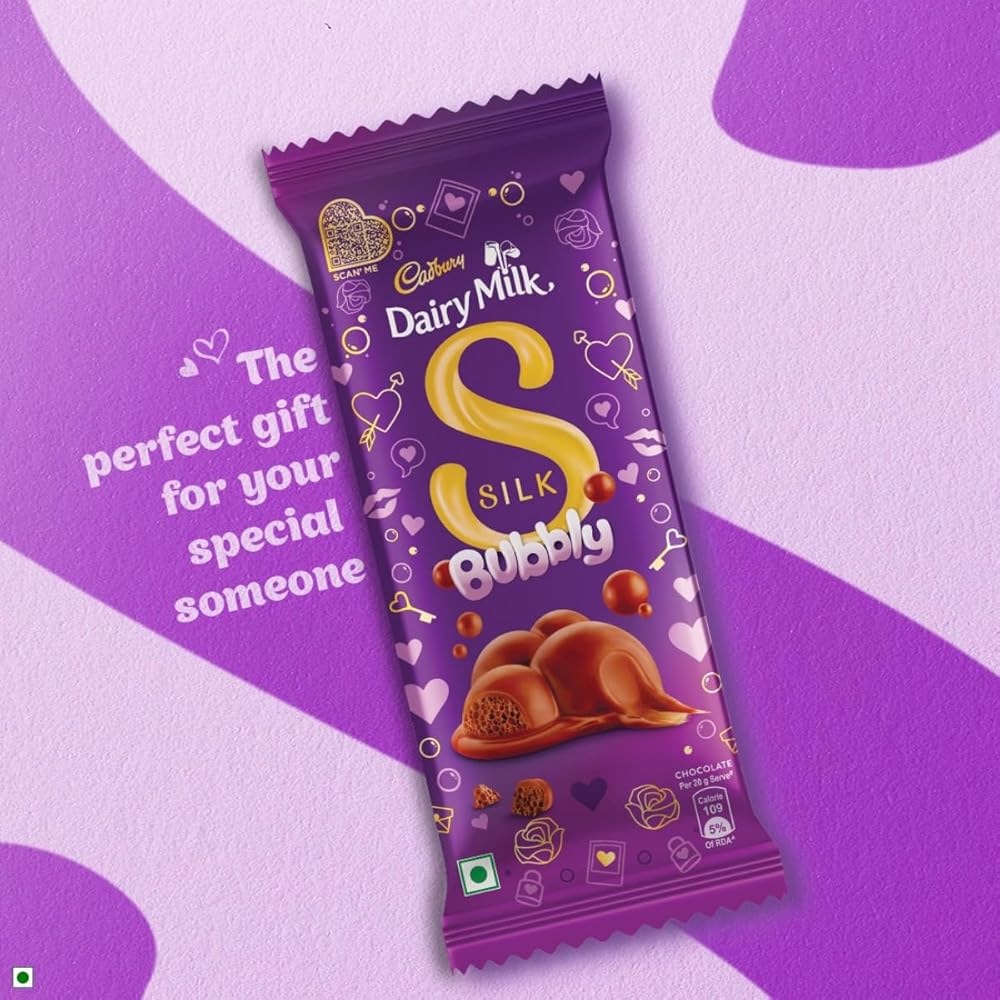 The
perfect gift
for your
special
someone
SCAN' ME
Cadbury
Dairy Milk
S
SILK
Bubbly
CHOCOLATE
Per 20 g Serve#
Calorie
109
5%
Of RDA^